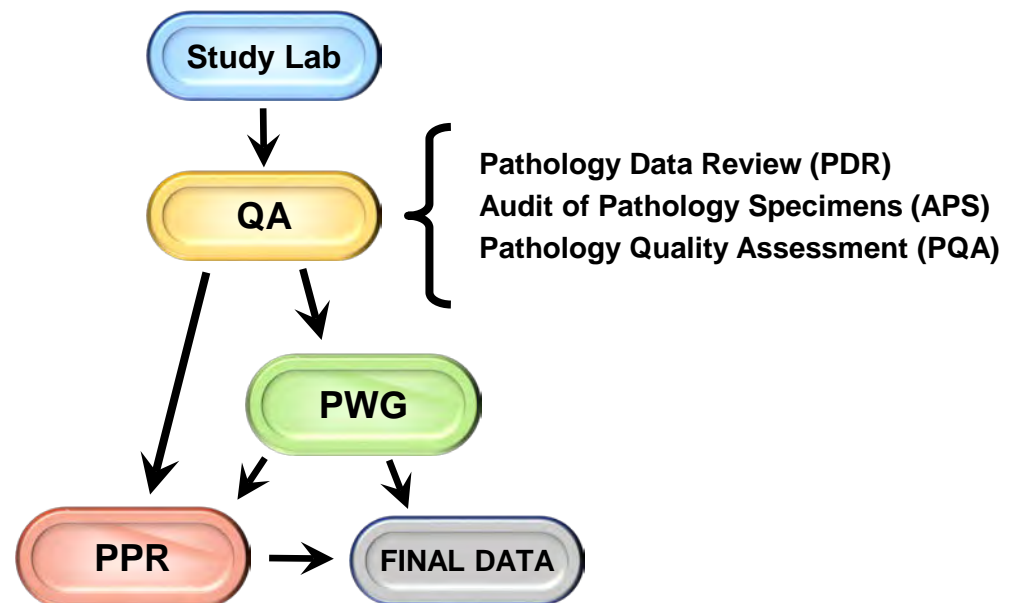 Study Lab
QA
Pathology Data Review (PDR)
Audit of Pathology Specimens (APS)
Pathology Quality Assessment (PQA)
PWG
PPR
FINAL DATA